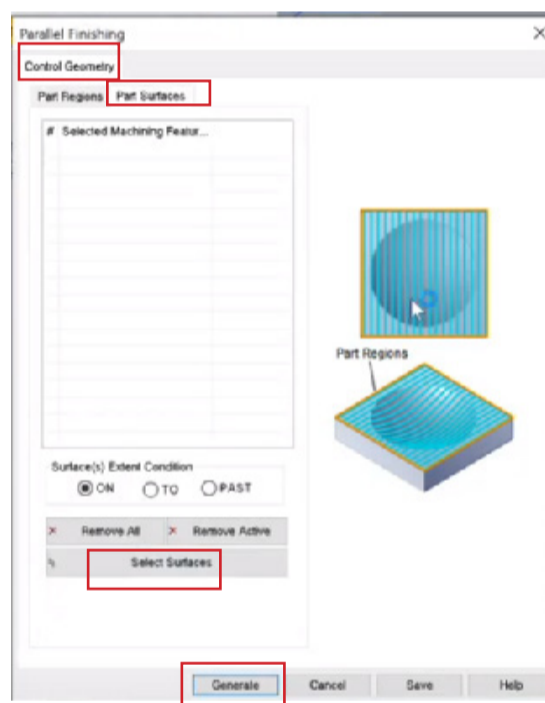 Parallel Finishing
Control Geometry
Part Regions Part Surfaces
# Selected Machining Featur...
Part Regions
Surface(s) Extent Condition
ON TO PAST
Remove All Remove Active
Select Surfaces
Generate Cancel Save Help